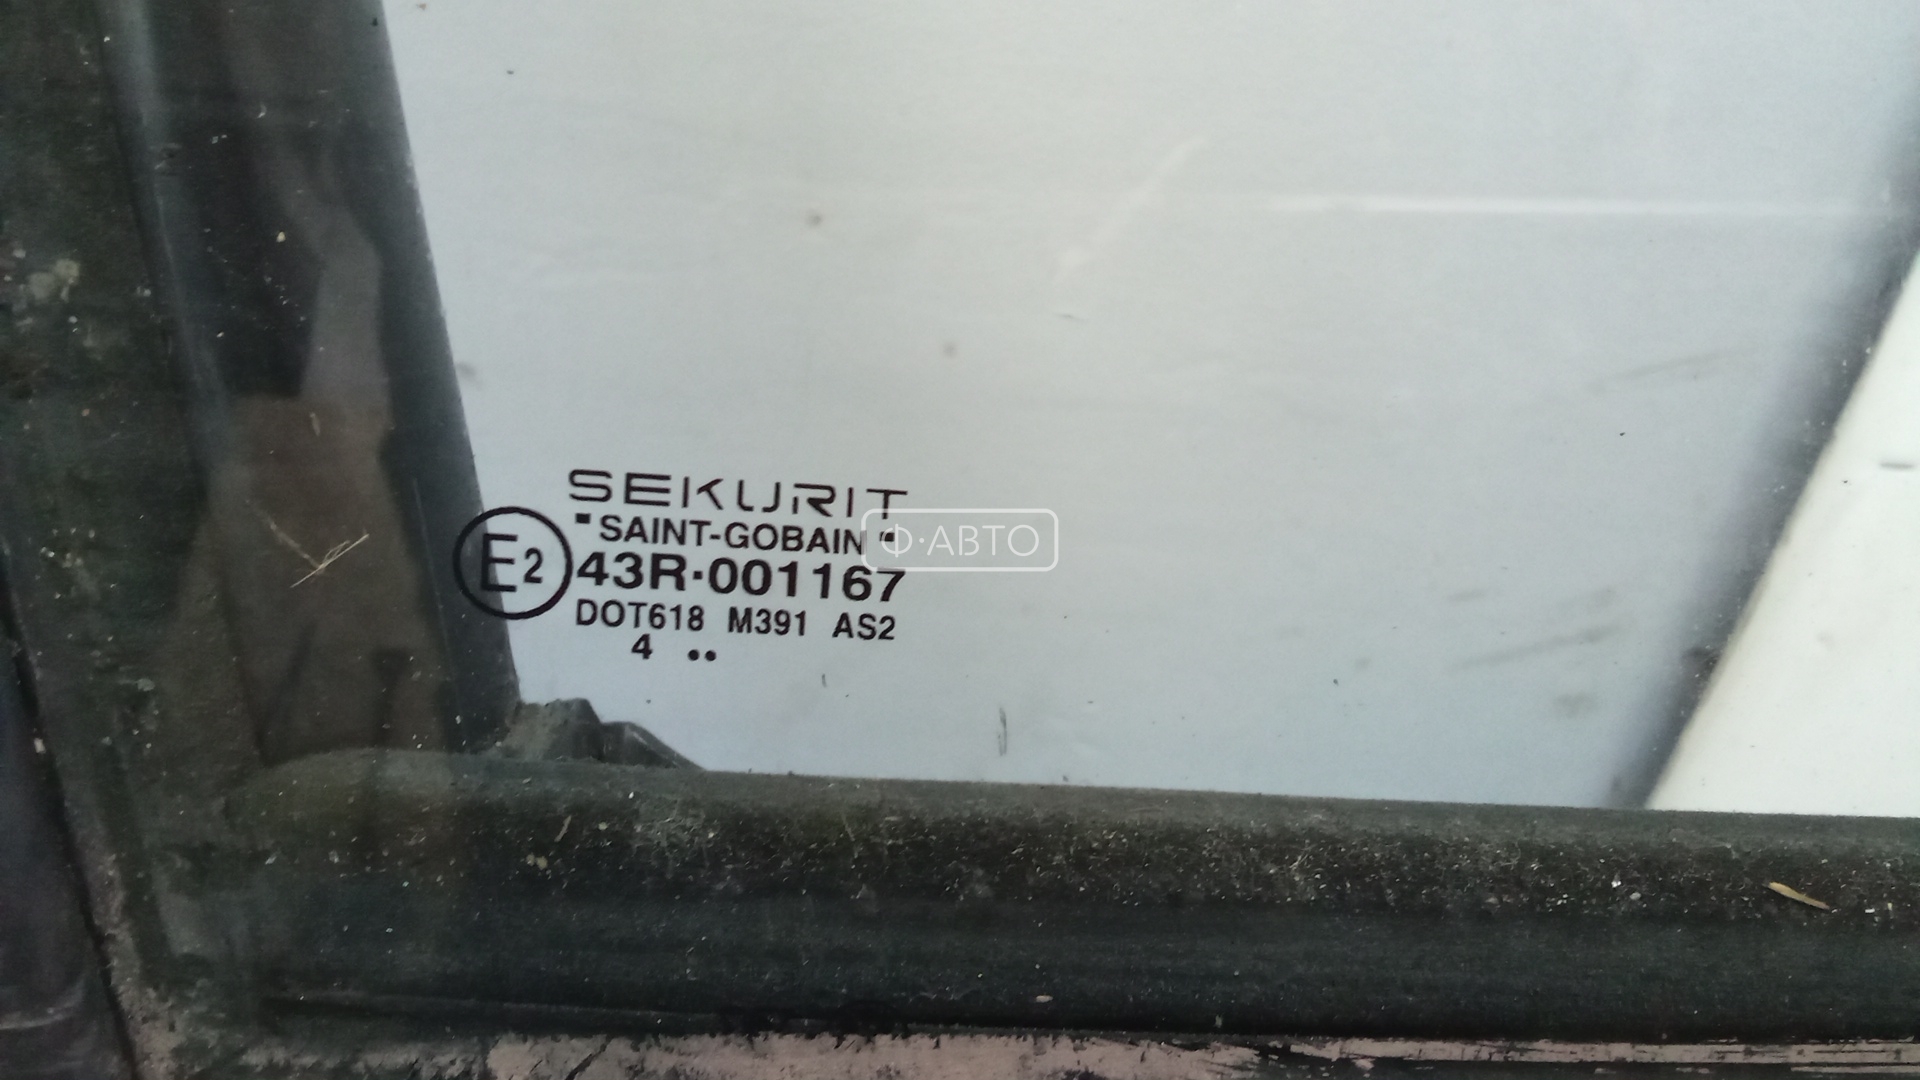 SEKURIT
"SAINT-GOBAIN"
E2 43R·001167
DOT618 M391 AS2
4 ••
Ф·АВТО